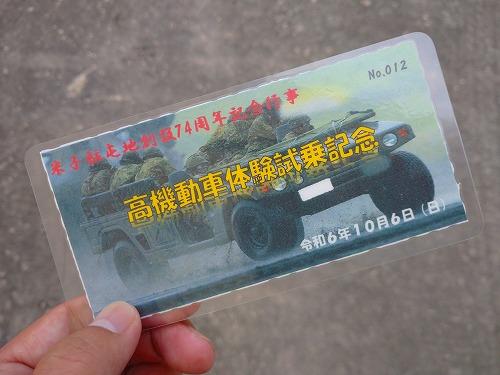 No.012
米子駐屯地創設74周年記念行事
高機動車体験試乗記念
令和6年10月6日(日)